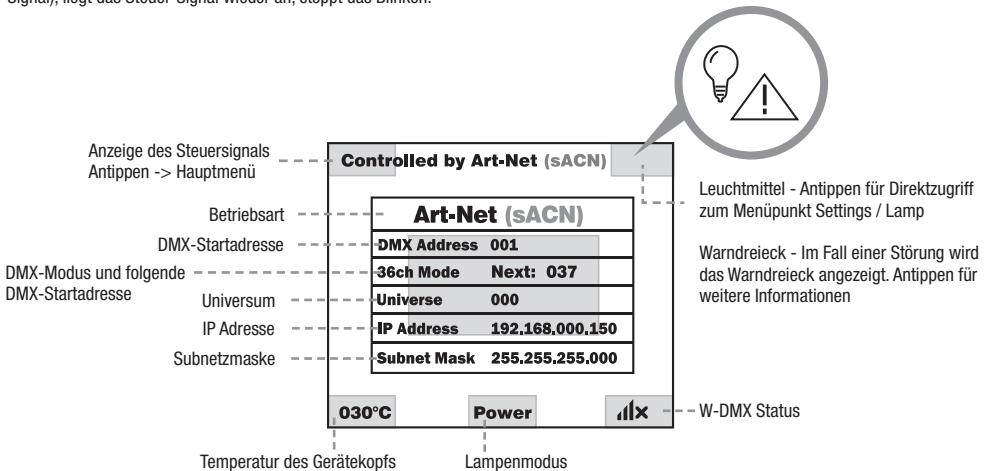 Signal), liegt das Steuer-Signal wieder an, stoppt das Blinken.
Anzeige des Steuersignals
Antippen -> Hauptmenü
Controlled by Art-Net (sACN)
Leuchtmittel - Antippen für Direktzugriff
zum Menüpunkt Settings / Lamp
Warndreieck - Im Fall einer Störung wird
das Warndreieck angezeigt. Antippen für
weitere Informationen
Betriebsart
Art-Net (sACN)
DMX-Startadresse
DMX Address 001
DMX-Modus und folgende
DMX-Startadresse
36ch Mode Next: 037
Universum
Universe 000
IP Adresse
IP Address 192.168.000.150
Subnetzmaske
Subnet Mask 255.255.255.000
030°C
Power
W-DMX Status
Temperatur des Gerätekopfs
Lampenmodus